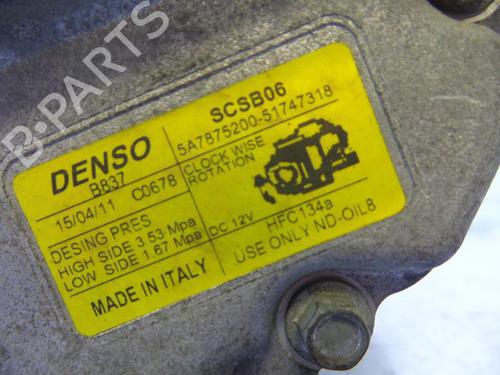 B-PARTS
DENSO
B837
15/04/11 C0678
DESING PRES
HIGH SIDE 3.53 Mpa
LOW SIDE 1.67 Mpa
MADE IN ITALY
SCSB06
5A7875200-51747318
CLOCK WISE
ROTATION
DC 12V
HFC134a
USE ONLY ND-OIL8